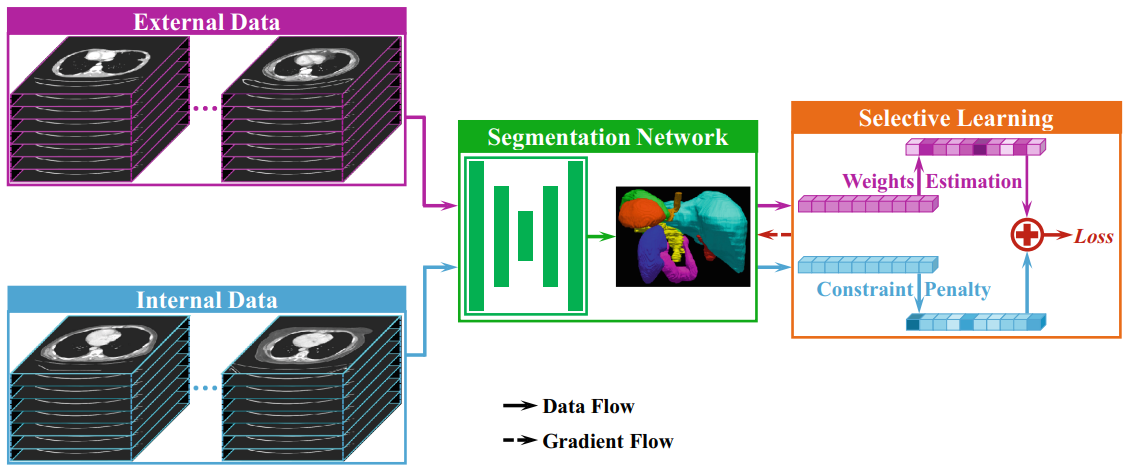 External Data
Segmentation Network
Internal Data
Selective Learning
Weights Estimation
Loss
Constraint Penalty
Data Flow
Gradient Flow